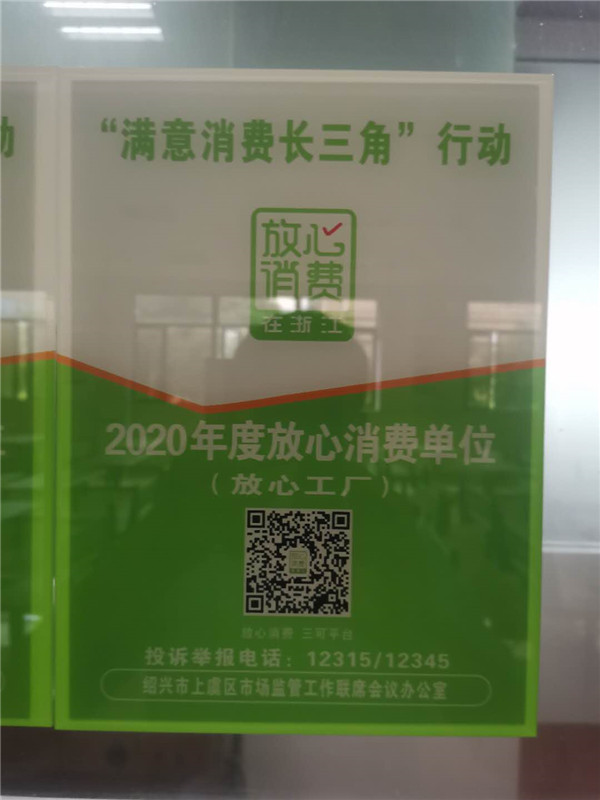 “满意消费长三角”行动
放心
消费
在浙江
2020年度放心消费单位
（放心工厂）
放心消费 三可平台
投诉举报电话：12315/12345
绍兴市上虞区市场监管工作联席会议办公室
动